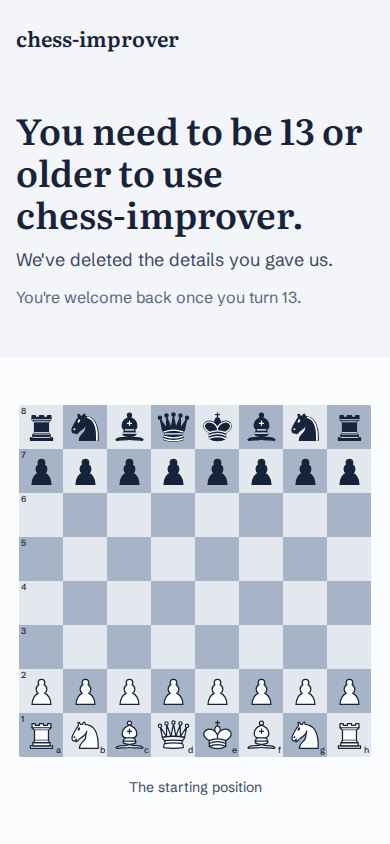 chess-improver
You need to be 13 or
older to use
chess-improver.
We've deleted the details you gave us.
You're welcome back once you turn 13.
8
7
6
5
4
3
2
1
a b c d e f g h
The starting position